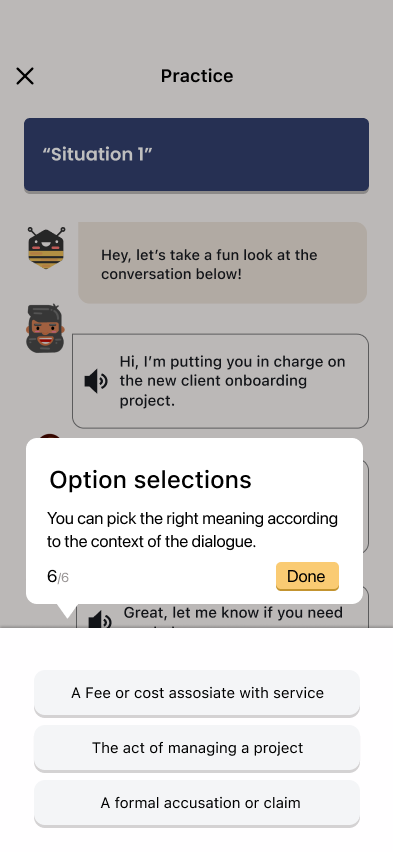 Practice
“Situation 1”
Hey, let’s take a fun look at the
conversation below!
Hi, I’m putting you in charge on
the new client onboarding
project.
Option selections
You can pick the right meaning according
to the context of the dialogue.
6/6
Done
Great, let me know if you need
A Fee or cost assosiate with service
The act of managing a project
A formal accusation or claim